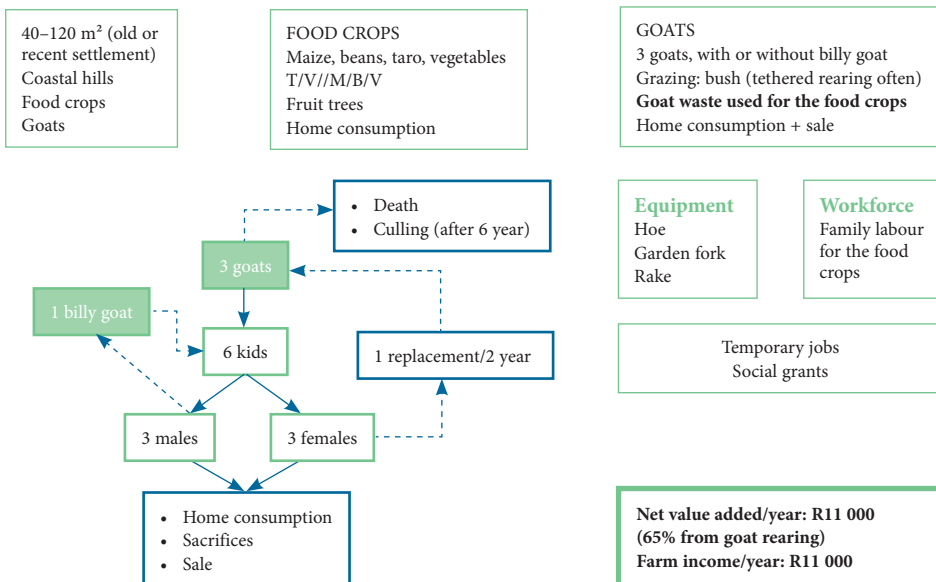 40–120 m² (old or
recent settlement)
Coastal hills
Food crops
Goats
FOOD CROPS
Maize, beans, taro, vegetables
T/V//M/B/V
Fruit trees
Home consumption
GOATS
3 goats, with or without billy goat
Grazing: bush (tethered rearing often)
Goat waste used for the food crops
Home consumption + sale
• Death
• Culling (after 6 year)
3 goats
1 billy goat
6 kids
1 replacement/2 year
3 males
3 females
• Home consumption
• Sacrifices
• Sale
Equipment
Hoe
Garden fork
Rake
Workforce
Family labour
for the food
crops
Temporary jobs
Social grants
Net value added/year: R11 000
(65% from goat rearing)
Farm income/year: R11 000